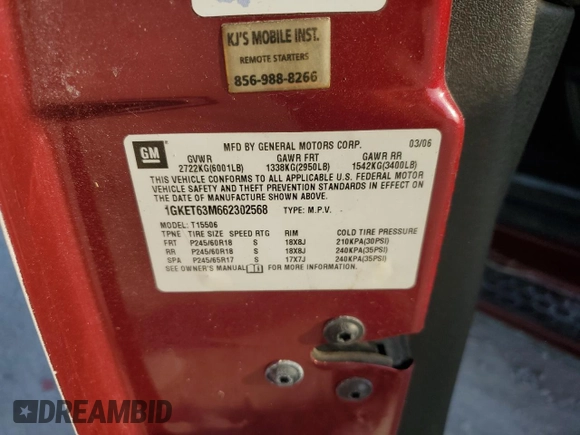 KJ'S MOBILE INST.
REMOTE STARTERS
856-988-8266
GM
MFD BY GENERAL MOTORS CORP. 03/06
GVWR GAWR FRT GAWR RR
2722KG(6001LB) 1338KG(2950LB) 1542KG(3400LB)
THIS VEHICLE CONFORMS TO ALL APPLICABLE U.S. FEDERAL MOTOR
VEHICLE SAFETY AND THEFT PREVENTION STANDARDS IN EFFECT ON
THE DATE OF MANUFACTURE SHOWN ABOVE.
1GKET63M662302568 TYPE: M.P.V.
MODEL: T15506
TPNE TIRE SIZE SPEED RTG RIM COLD TIRE PRESSURE
FRT P245/60R18 S 18X8J 210KPA(30PSI)
RR P245/60R18 S 18X8J 240KPA(35PSI)
SPA P245/65R17 S 17X7J 240KPA(35PSI)
SEE OWNER'S MANUAL FOR MORE INFORMATION.
DREAMBID